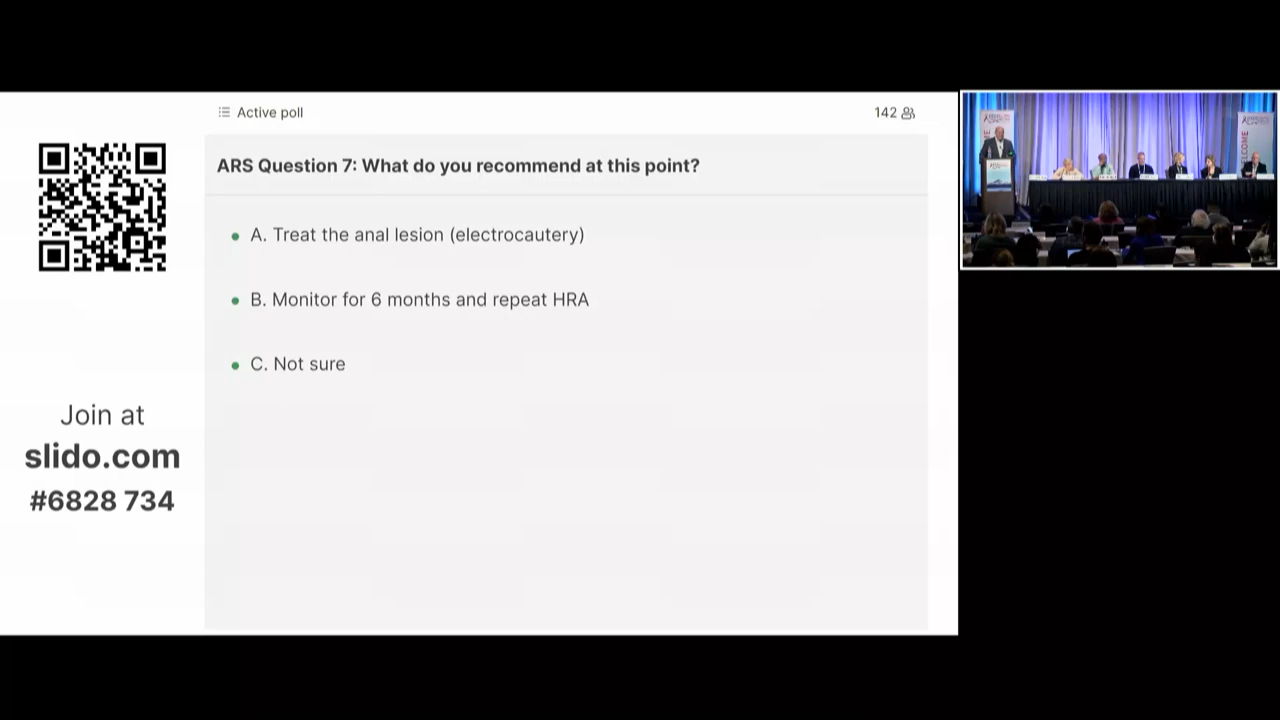 Active poll
142
ARS Question 7: What do you recommend at this point?
A. Treat the anal lesion (electrocautery)
B. Monitor for 6 months and repeat HRA
C. Not sure
Join at
slido.com
#6828 734